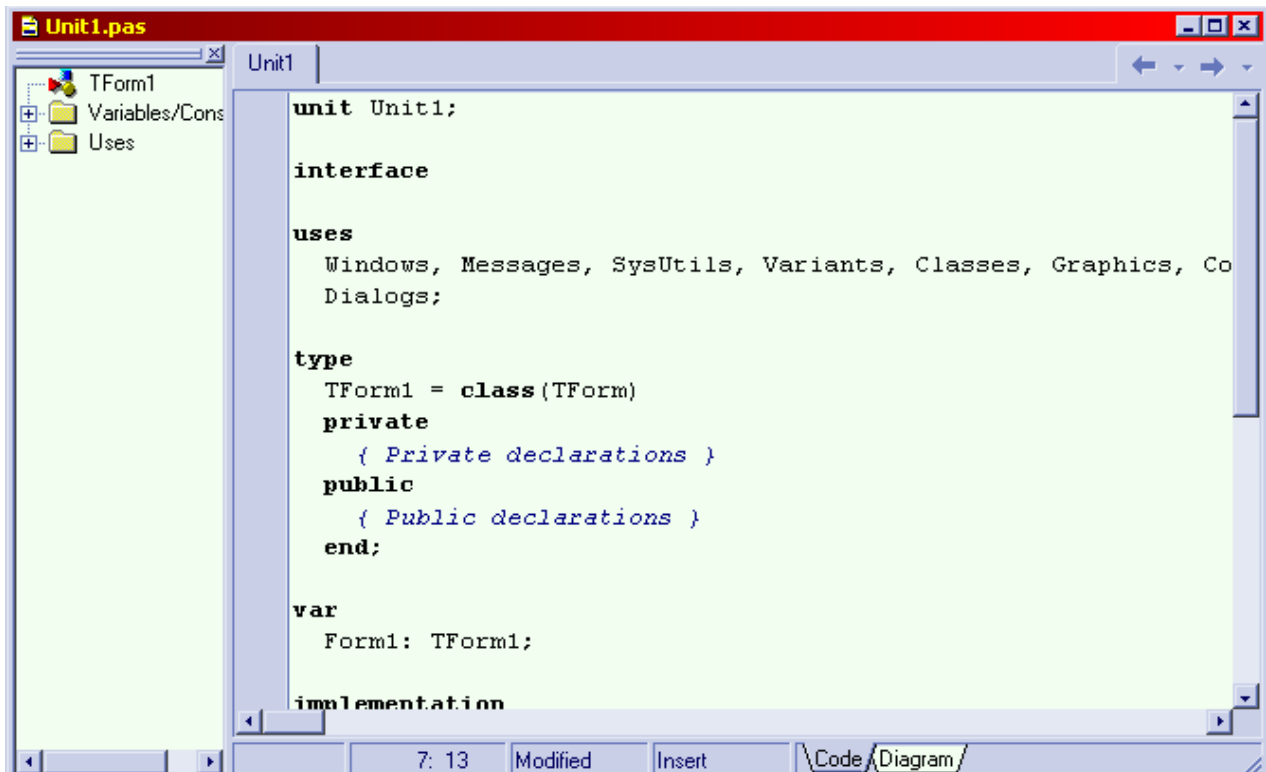 Unit1.pas
TForm1
Variables/Cons
Uses
Unit1
unit Unit1;
interface
uses
Windows, Messages, SysUtils, Variants, Classes, Graphics, Co
Dialogs;
type
TForm1 = class(TForm)
private
{ Private declarations }
public
{ Public declarations }
end;
var
Form1: TForm1;
implementation
7: 13 Modified Insert Code Diagram